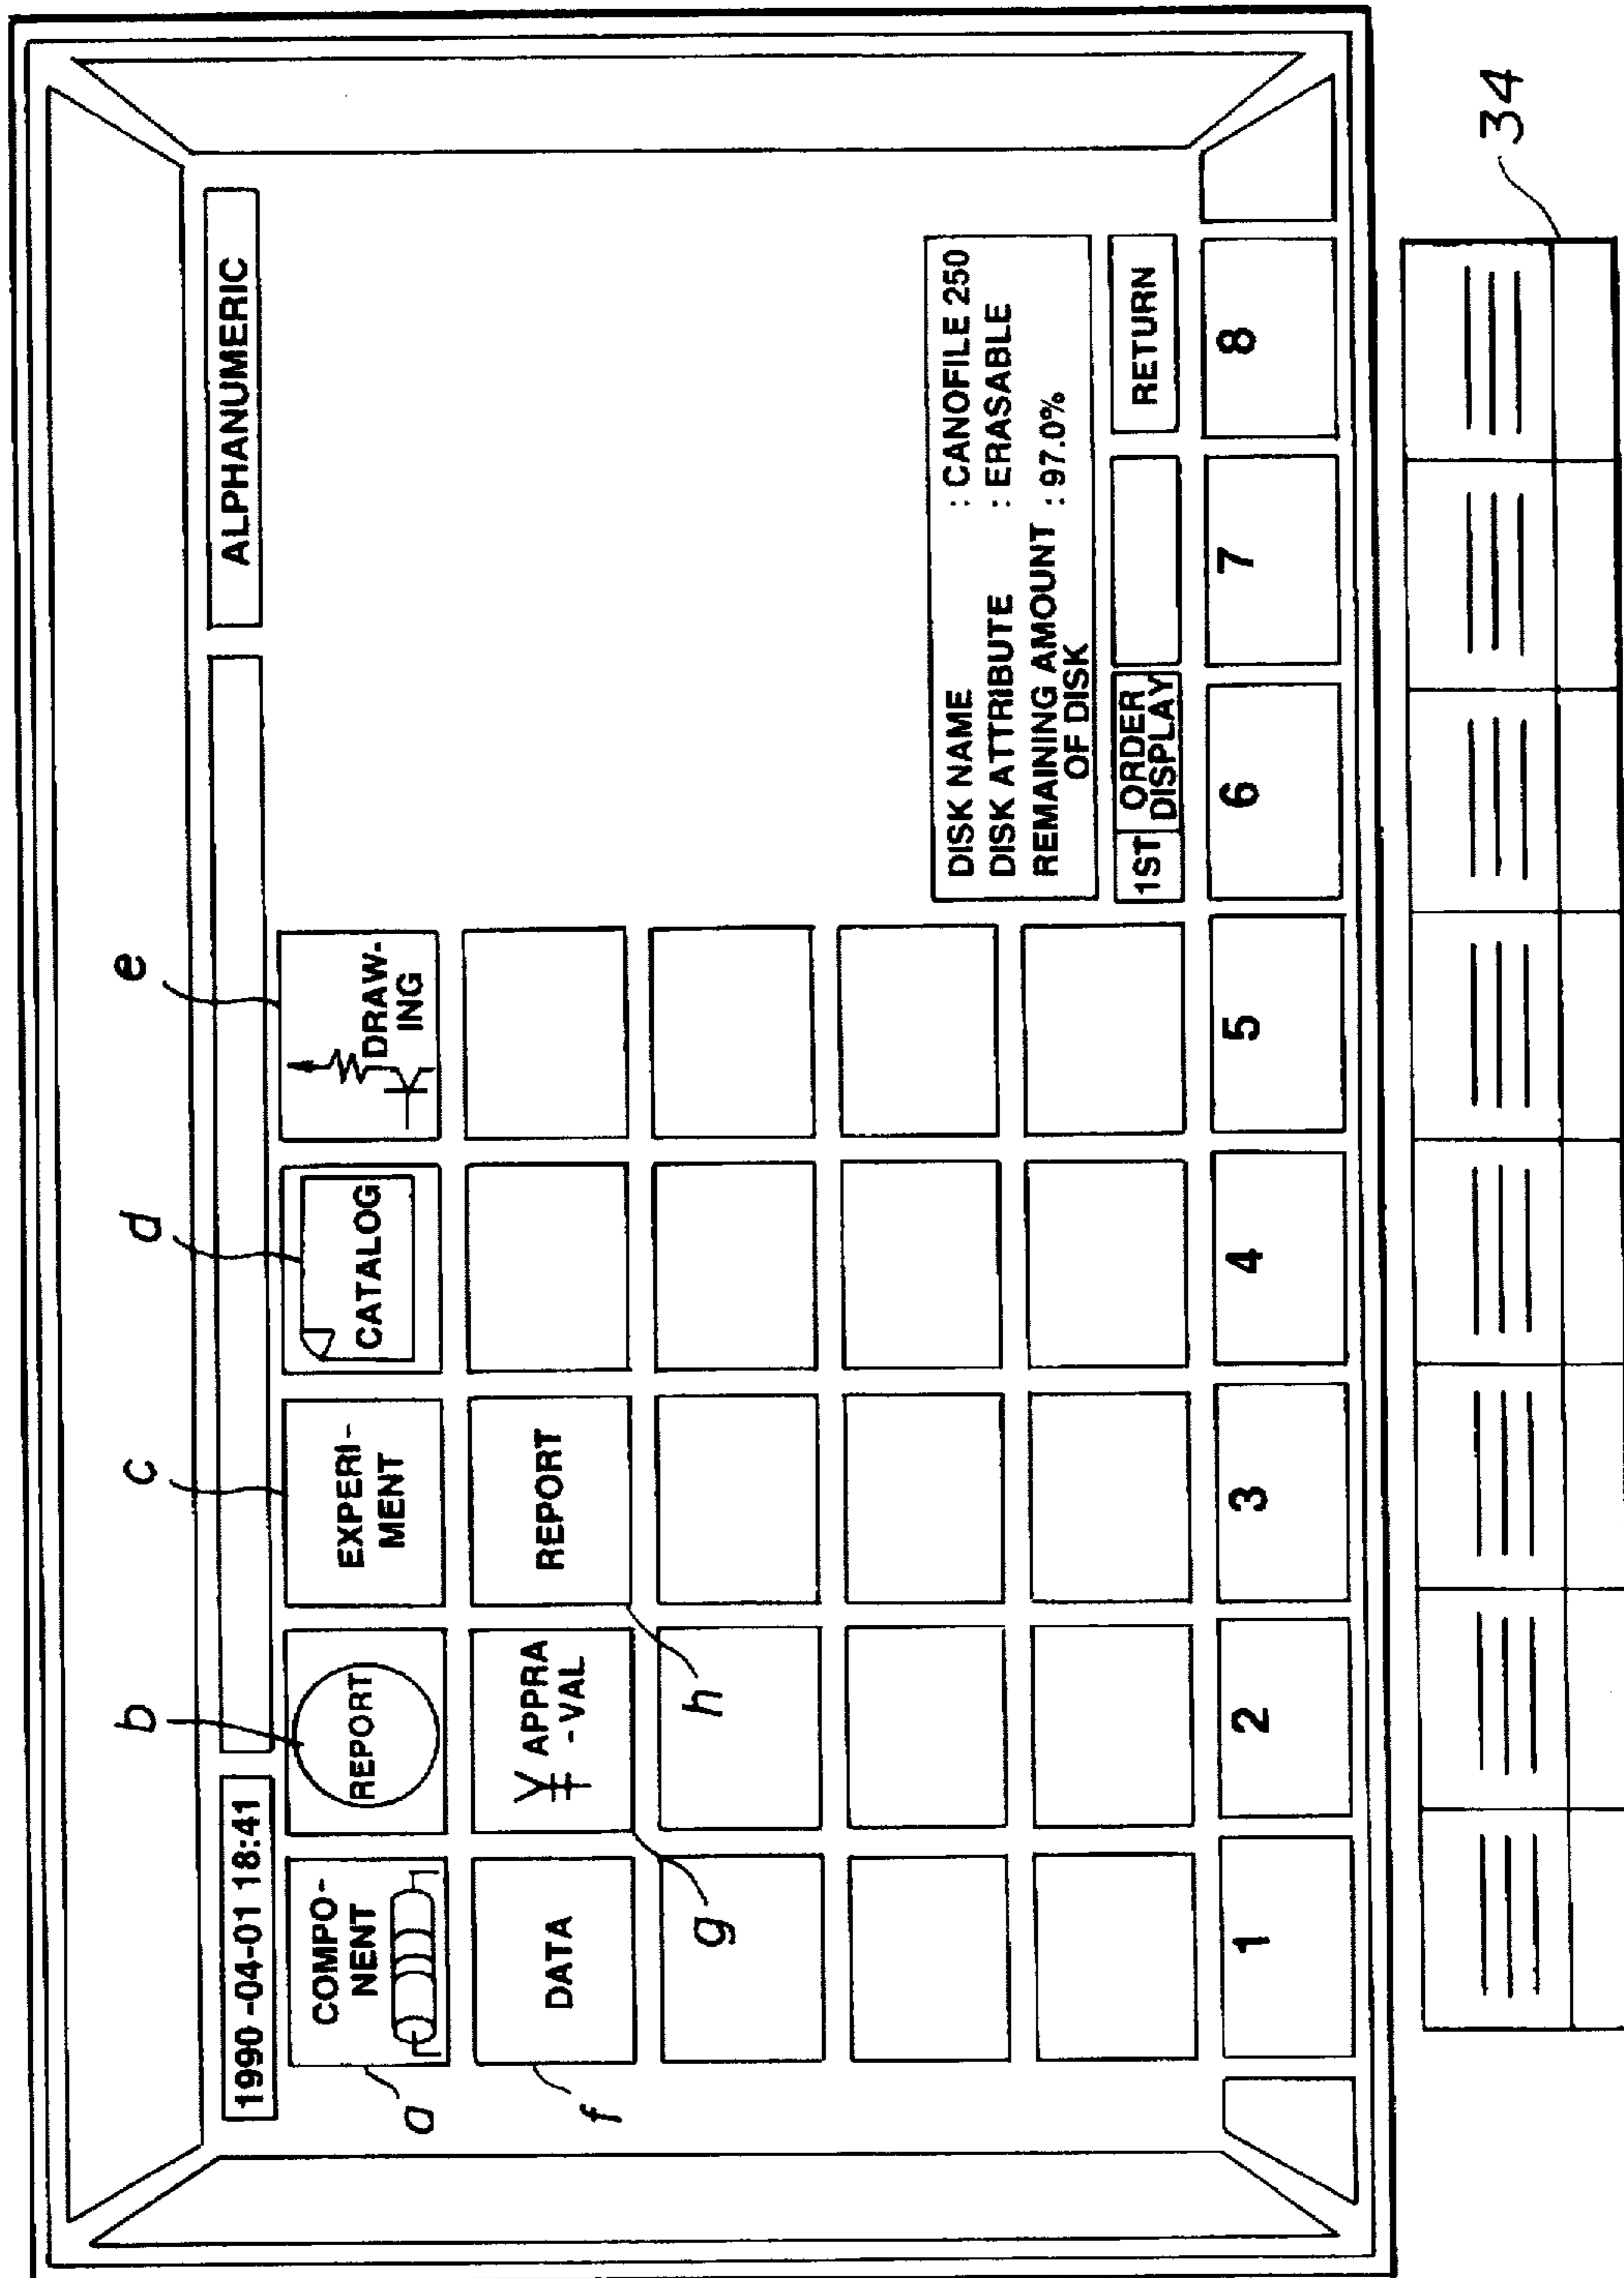 1990 -04-01 18:41
ALPHANUMERIC
a
b
c
d
e
COMPO-
NENT
REPORT
EXPERI-
MENT
CATALOG
DRAW-
ING
f
DATA
¥ APPRA
-VAL
REPORT
g
h
DISK NAME : CANOFILE 250
DISK ATTRIBUTE : ERASABLE
REMAINING AMOUNT : 97.0%
OF DISK
1ST
ORDER
DISPLAY
RETURN
1
2
3
4
5
6
7
8
34